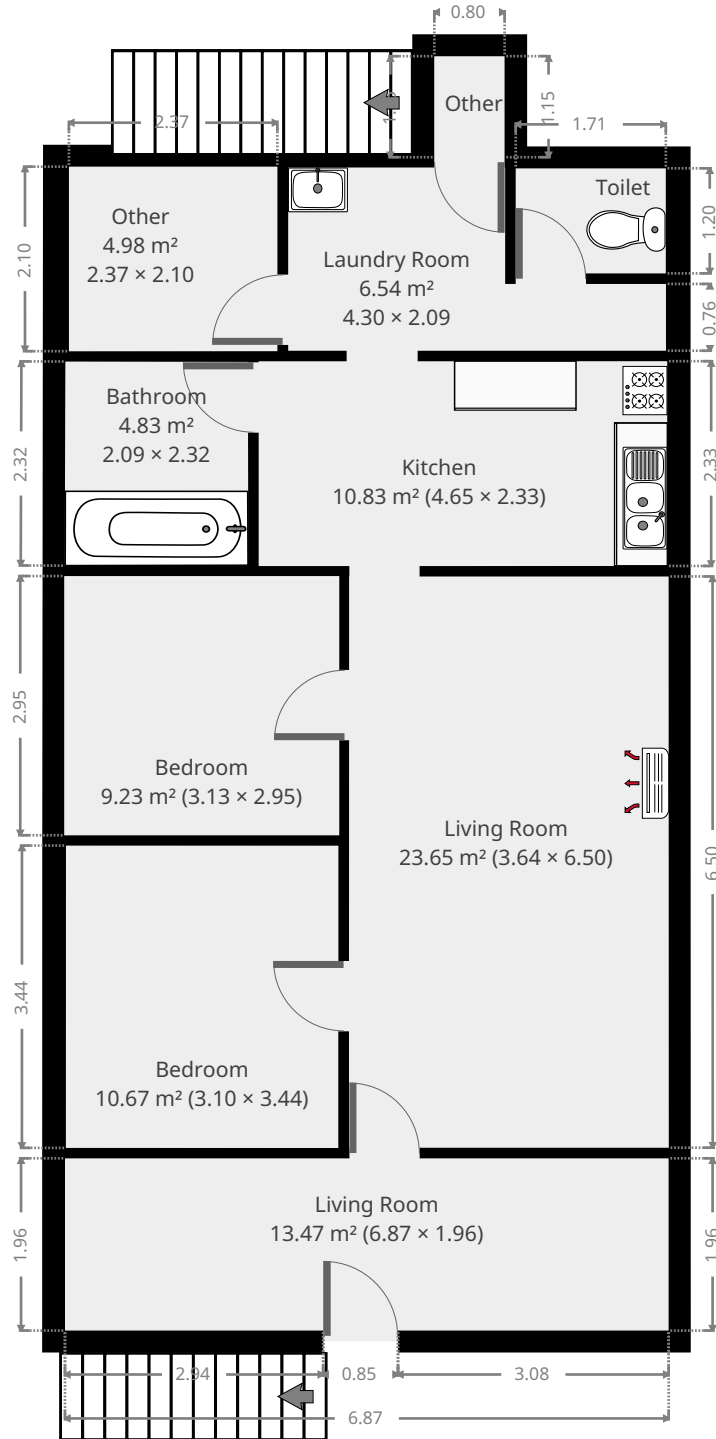 0.80
Other
1.15
2.37
1.71
Toilet
Other
4.98 m²
2.37 × 2.10
Laundry Room
6.54 m²
4.30 × 2.09
2.10
1.20
0.76
Bathroom
4.83 m²
2.09 × 2.32
Kitchen
10.83 m² (4.65 × 2.33)
2.32
2.33
2.95
Bedroom
9.23 m² (3.13 × 2.95)
Living Room
23.65 m² (3.64 × 6.50)
6.50
3.44
Bedroom
10.67 m² (3.10 × 3.44)
Living Room
13.47 m² (6.87 × 1.96)
1.96
1.96
2.94
0.85
3.08
6.87